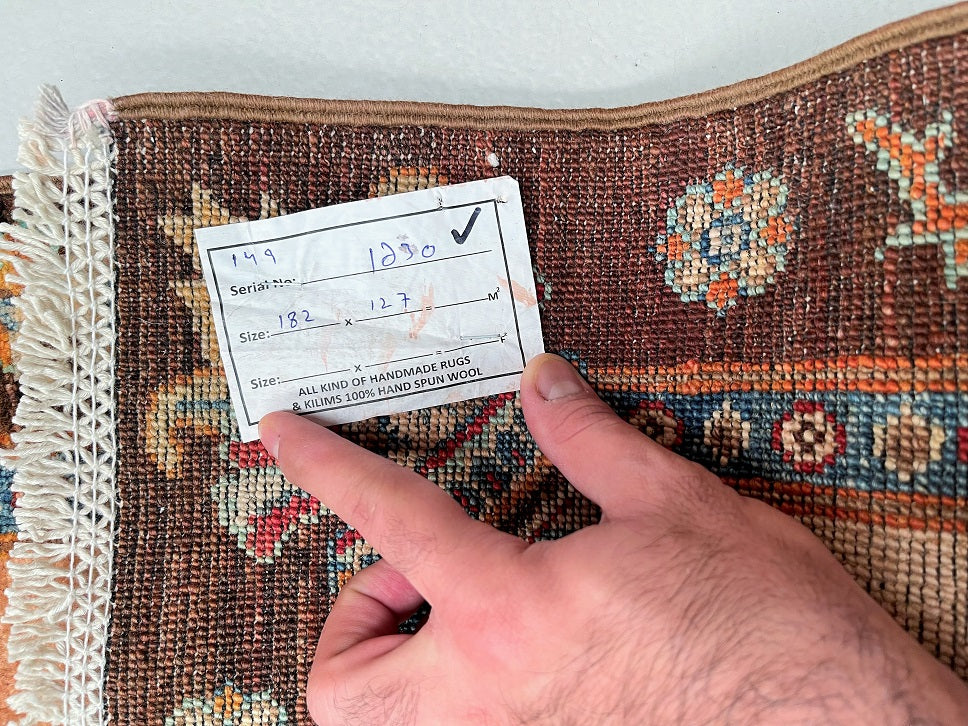 149
Serial No: 1230 ✓
Size: 182 x 127 = M²
Size: x = F²
ALL KIND OF HANDMADE RUGS
& KILIMS 100% HAND SPUN WOOL